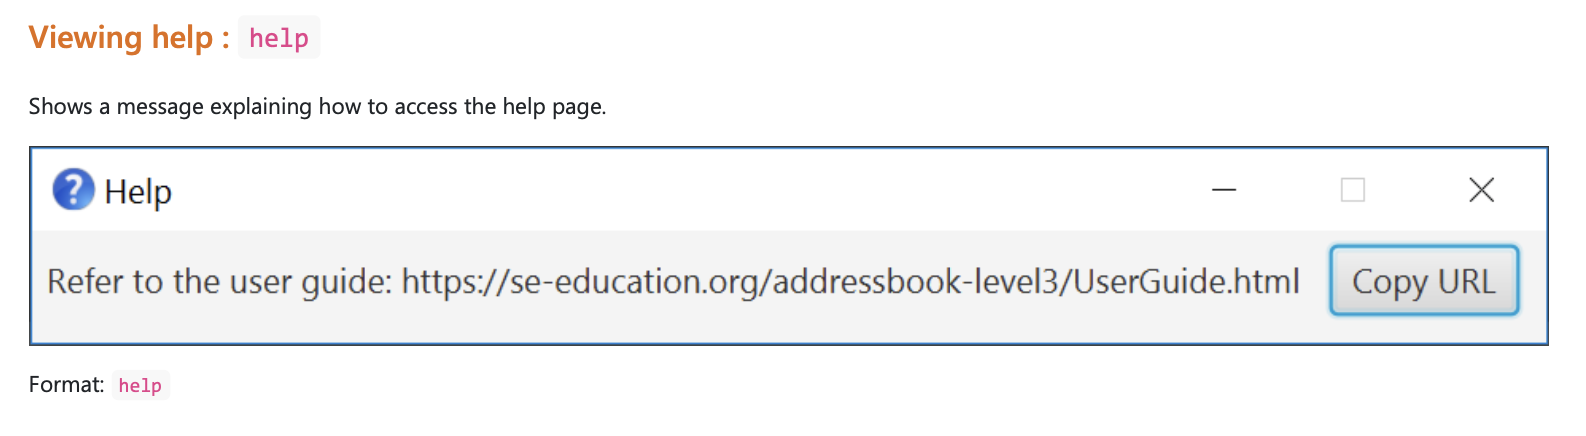 Viewing help : help
Shows a message explaining how to access the help page.
Help
Refer to the user guide: https://se-education.org/addressbook-level3/UserGuide.html Copy URL
Format: help